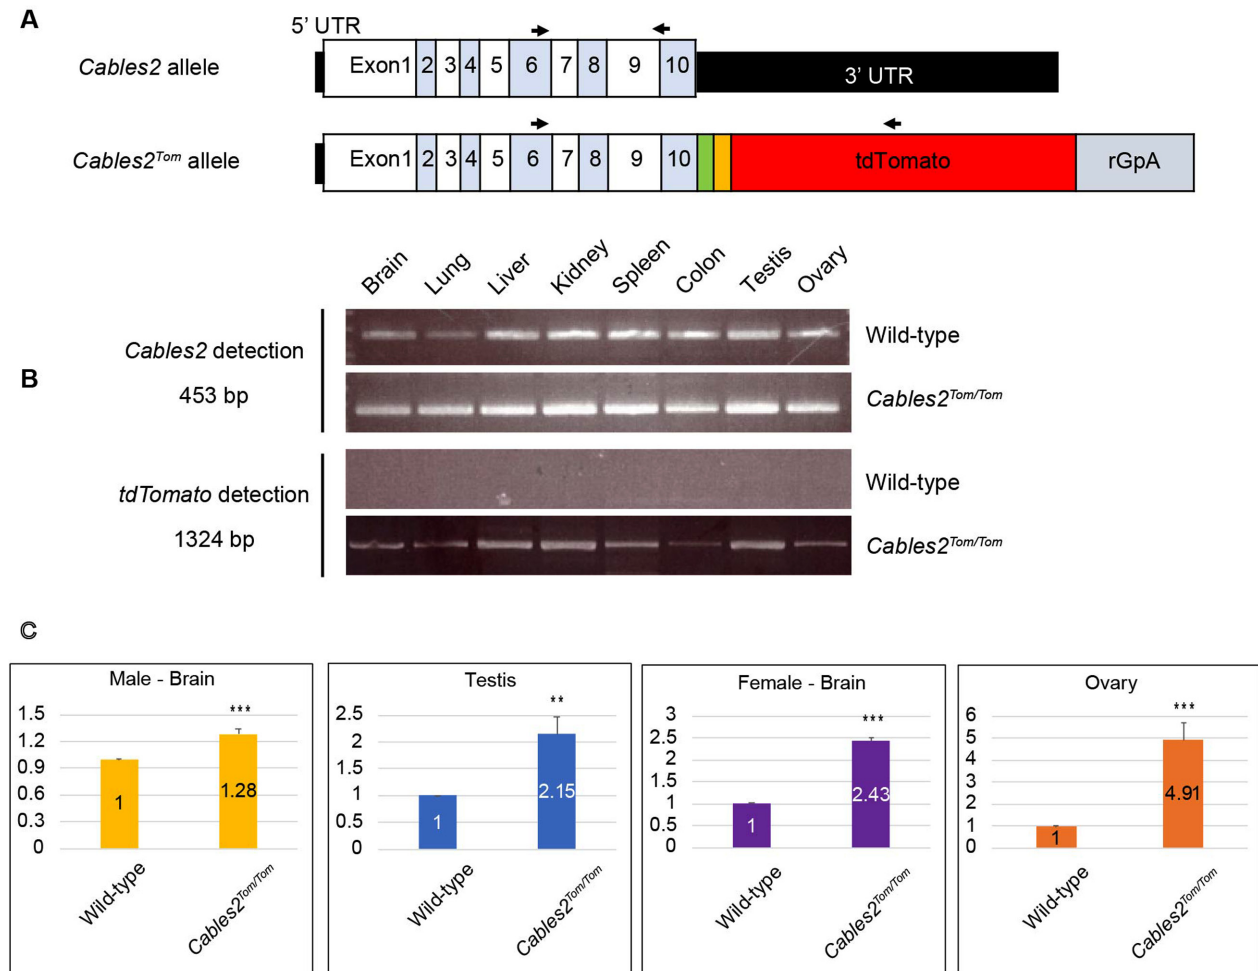 A
5’ UTR
Cables2 allele
Exon1 2 3 4 5 6 7 8 9 10 3’ UTR
Cables2Tom allele
Exon1 2 3 4 5 6 7 8 9 10 tdTomato rGpA
B
Brain Lung Liver Kidney Spleen Colon Testis Ovary
Cables2 detection
453 bp
Wild-type
Cables2Tom/Tom
tdTomato detection
1324 bp
Wild-type
Cables2Tom/Tom
C
Male - Brain
***
1.5
1.2
0.9
0.6
0.3
0
1 1.28
Wild-type Cables2Tom/Tom
Testis
**
2.5
2
1.5
1
0.5
0
1 2.15
Wild-type Cables2Tom/Tom
Female - Brain
***
3
2.5
2
1.5
1
0.5
0
1 2.43
Wild-type Cables2Tom/Tom
Ovary
***
6
5
4
3
2
1
0
1 4.91
Wild-type Cables2Tom/Tom